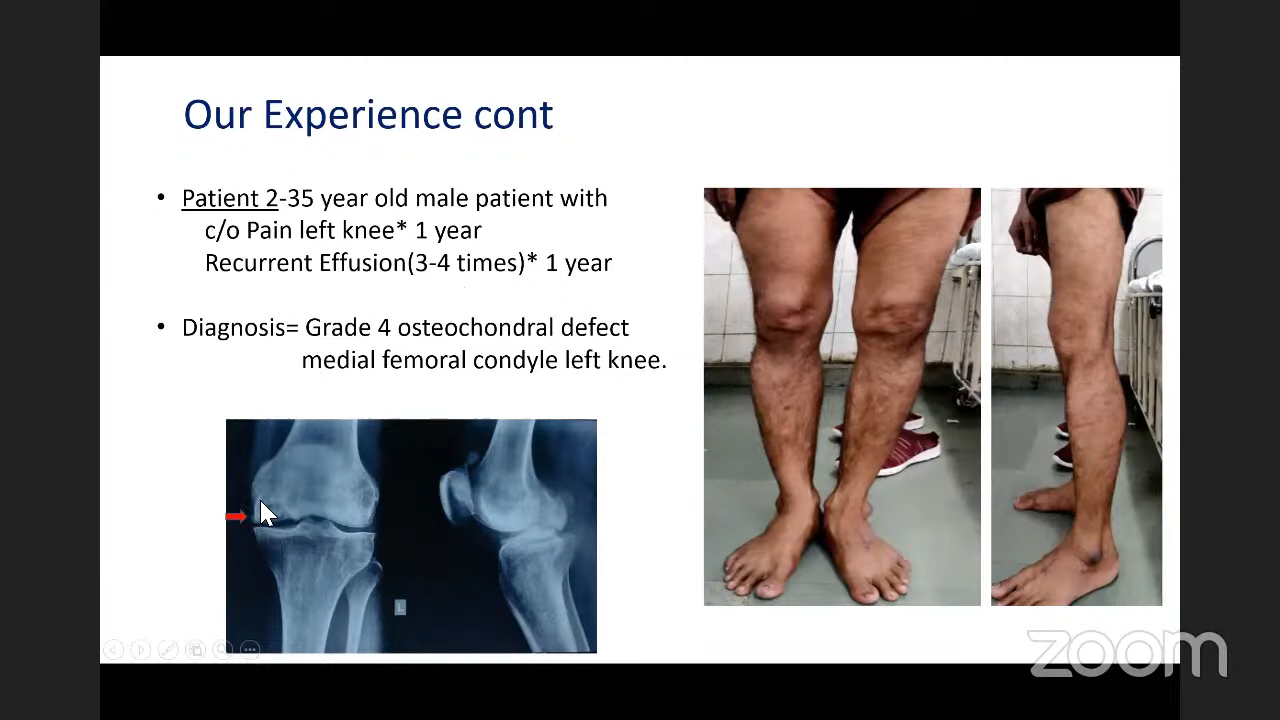 Our Experience cont
• Patient 2-35 year old male patient with
c/o Pain left knee* 1 year
Recurrent Effusion(3-4 times)* 1 year
• Diagnosis= Grade 4 osteochondral defect
medial femoral condyle left knee.
L
zoom